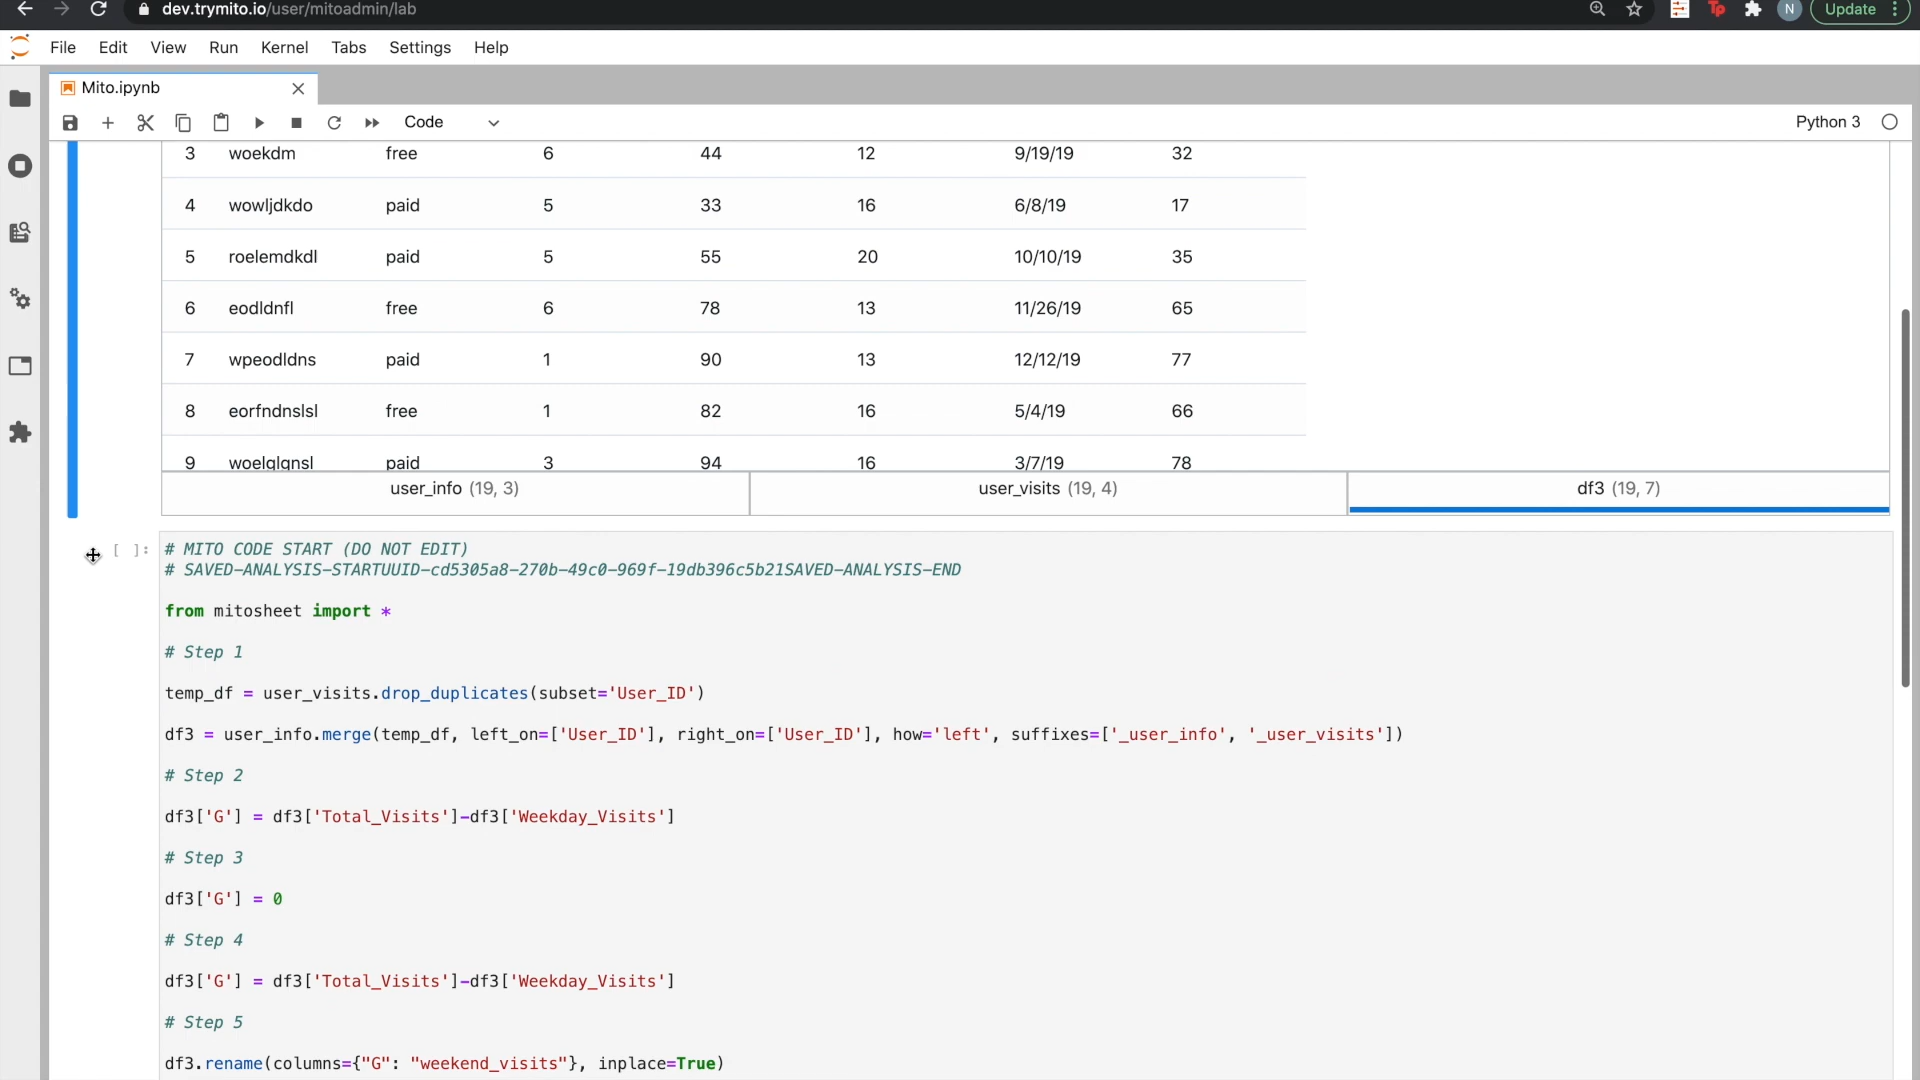 dev.trymito.io/user/mitoadmin/lab
Tp
N
Update
File Edit View Run Kernel Tabs Settings Help
Mito.ipynb
Code
Python 3
3 woekdm free 6 44 12 9/19/19 32
4 wowljdkdo paid 5 33 16 6/8/19 17
5 roelemdkdl paid 5 55 20 10/10/19 35
6 eodldnfl free 6 78 13 11/26/19 65
7 wpeodldns paid 1 90 13 12/12/19 77
8 eorfndnslsl free 1 82 16 5/4/19 66
9 woelglgnsl paid 3 94 16 3/7/19 78
user_info (19, 3) user_visits (19, 4) df3 (19, 7)
[ ]: # MITO CODE START (DO NOT EDIT)
# SAVED-ANALYSIS-STARTUUID-cd5305a8-270b-49c0-969f-19db396c5b21SAVED-ANALYSIS-END
from mitosheet import *
# Step 1
temp_df = user_visits.drop_duplicates(subset='User_ID')
df3 = user_info.merge(temp_df, left_on=['User_ID'], right_on=['User_ID'], how='left', suffixes=['_user_info', '_user_visits'])
# Step 2
df3['G'] = df3['Total_Visits']-df3['Weekday_Visits']
# Step 3
df3['G'] = 0
# Step 4
df3['G'] = df3['Total_Visits']-df3['Weekday_Visits']
# Step 5
df3.rename(columns={"G": "weekend_visits"}, inplace=True)